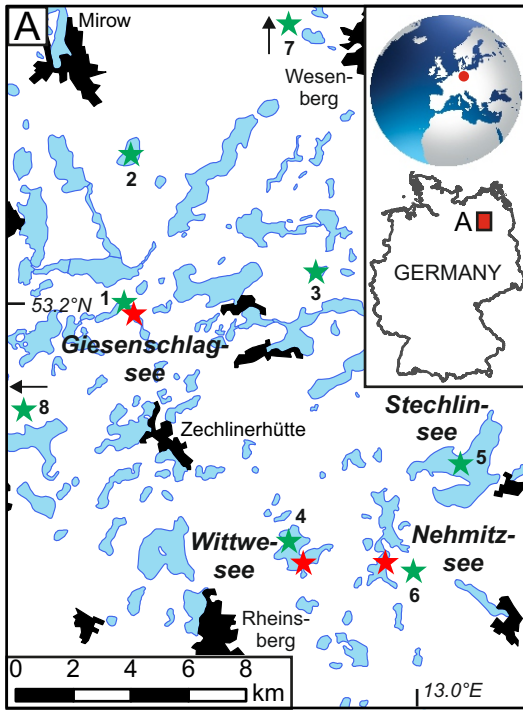 A
Mirow
7
Wesen-
berg
2
A
GERMANY
3
1
53.2°N
Giesenschlag-
see
8
Zechlinerhütte
Stechlin-
see
5
4
Wittwe-
see
Nehmitz-
see
6
Rheins-
berg
0 2 4 6 8
km
13.0°E